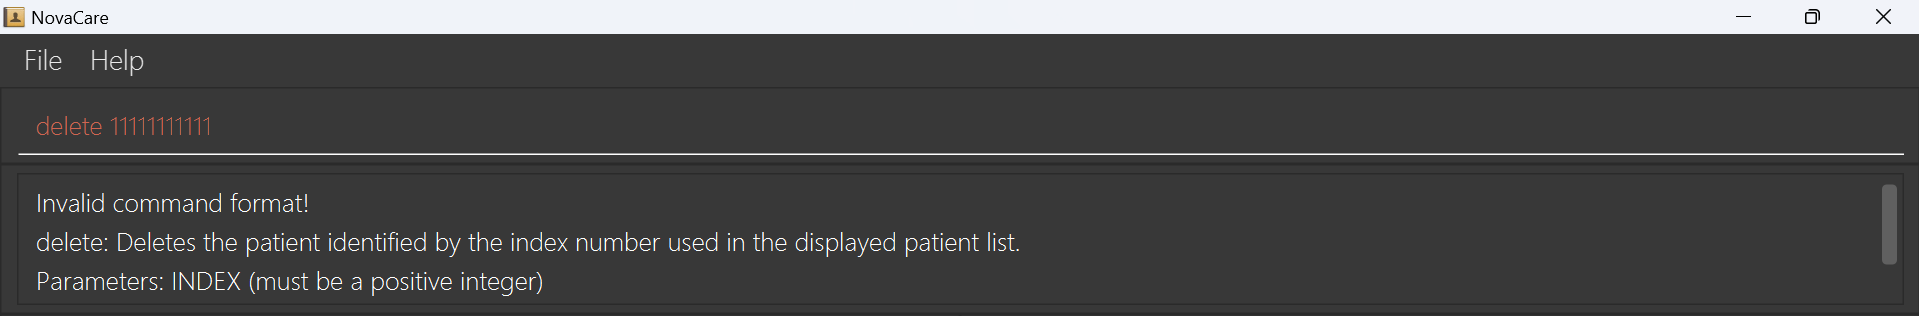 NovaCare
File Help
delete 11111111111
Invalid command format!
delete: Deletes the patient identified by the index number used in the displayed patient list.
Parameters: INDEX (must be a positive integer)